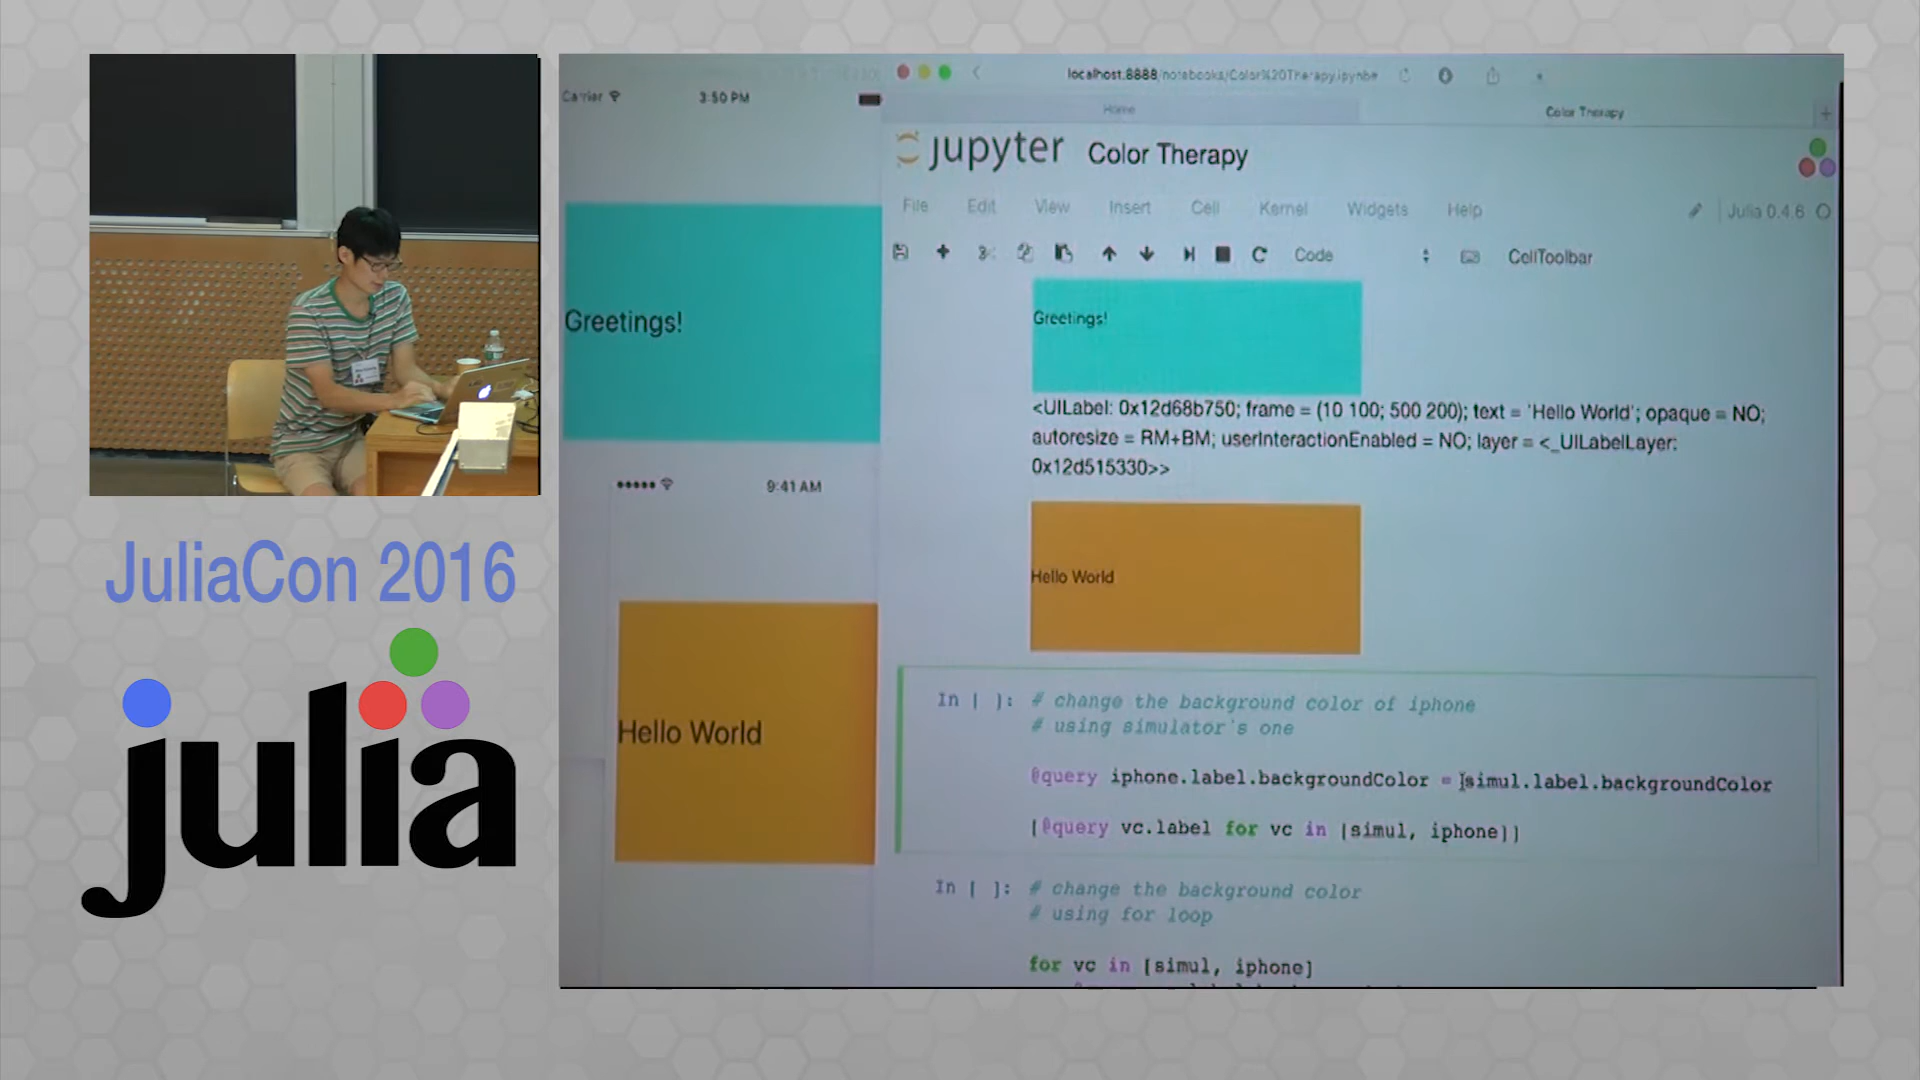 JuliaCon 2016
julia
Carrier
3:50 PM
Greetings!
9:41 AM
Hello World
localhost:8888/notebooks/Color%20Therapy.ipynb
Home
Color Therapy
jupyter Color Therapy
File Edit View Insert Cell Kernel Widgets Help
Julia 0.4.6
Code
CellToolbar
Greetings!
<UILabel: 0x12d68b750; frame = (10 100; 500 200); text = 'Hello World'; opaque = NO;
autoresize = RM+BM; userInteractionEnabled = NO; layer = <_UILabelLayer:
0x12d515330>>
Hello World
In [ ]: # change the background color of iphone
# using simulator's one
@query iphone.label.backgroundColor = simul.label.backgroundColor
[@query vc.label for vc in [simul, iphone]]
In [ ]: # change the background color
# using for loop
for vc in [simul, iphone]